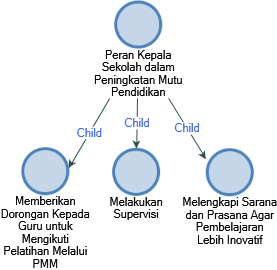 Peran Kepala
Sekolah dalam
Peningkatan Mutu
Pendidikan
Child
Child
Child
Memberikan
Dorongan Kepada
Guru untuk
Mengikuti
Pelatihan Melalui
PMM
Melakukan
Supervisi
Melengkapi Sarana
dan Prasana Agar
Pembelajaran
Lebih Inovatif